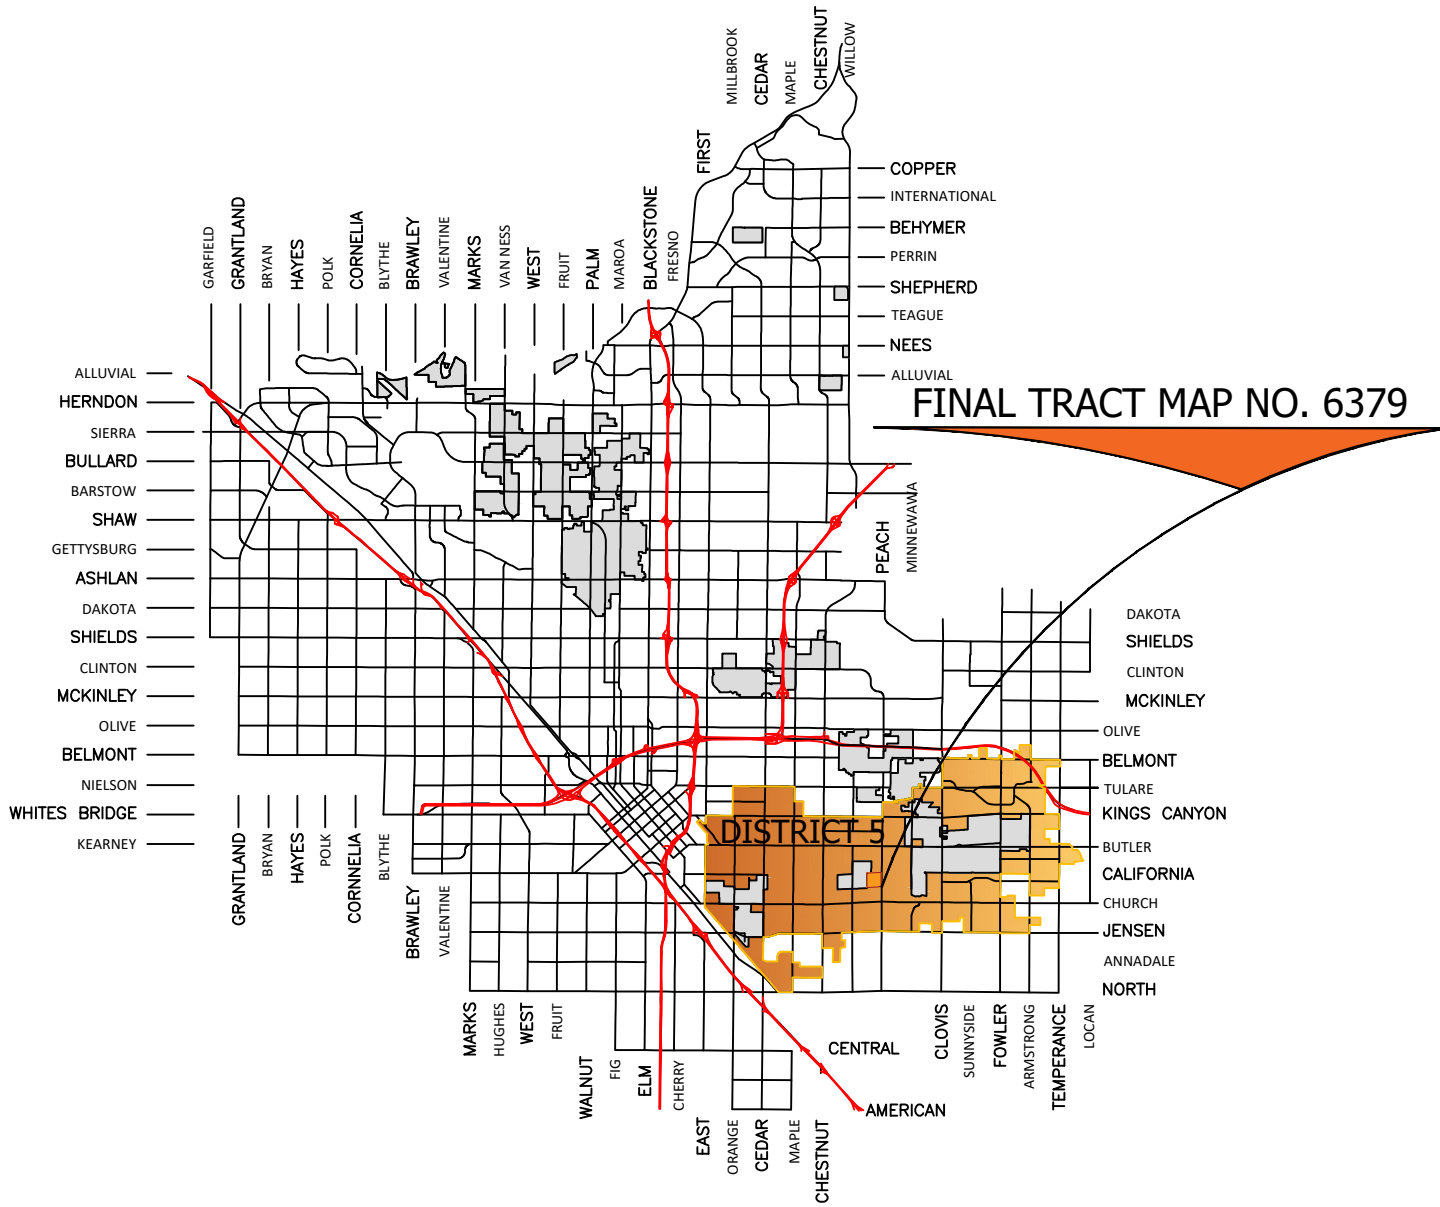 MILLBROOK
CEDAR
MAPLE
CHESTNUT
WILLOW
FIRST
COPPER
INTERNATIONAL
BEHYMER
PERRIN
SHEPHERD
TEAGUE
NEES
ALLUVIAL
GARFIELD
GRANTLAND
BRYAN
HAYES
POLK
CORNELIA
BLYTHE
BRAWLEY
VALENTINE
MARKS
VAN NESS
WEST
FRUIT
PALM
MAROA
BLACKSTONE
FRESNO
FINAL TRACT MAP NO. 6379
ALLUVIAL
HERNDON
SIERRA
BULLARD
BARSTOW
SHAW
GETTYSBURG
ASHLAN
DAKOTA
SHIELDS
CLINTON
MCKINLEY
OLIVE
BELMONT
NIELSON
WHITES BRIDGE
KEARNEY
PEACH
MINNEWAWA
DAKOTA
SHIELDS
CLINTON
MCKINLEY
OLIVE
BELMONT
TULARE
KINGS CANYON
BUTLER
CALIFORNIA
CHURCH
JENSEN
ANNADALE
NORTH
DISTRICT 5
GRANTLAND
BRYAN
HAYES
POLK
CORNNELIA
BLYTHE
BRAWLEY
VALENTINE
MARKS
HUGHES
WEST
FRUIT
WALNUT
FIG
ELM
CHERRY
EAST
ORANGE
CEDAR
MAPLE
CHESTNUT
CENTRAL
AMERICAN
CLOVIS
SUNNYSIDE
FOWLER
ARMSTRONG
TEMPERANCE
LOCAN